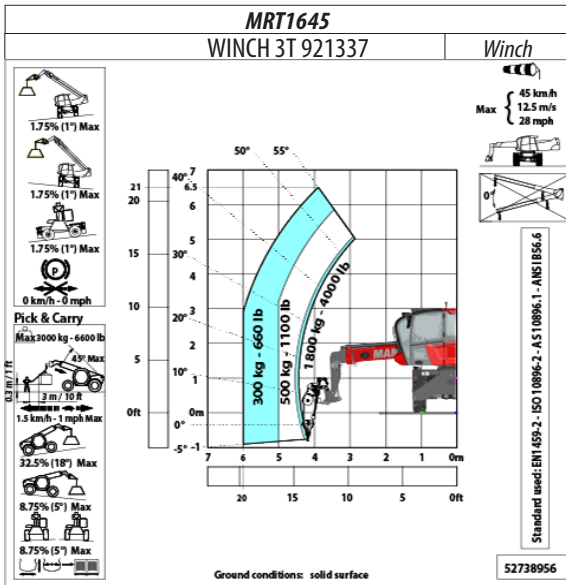 MRT1645
WINCH 3T 921337
Winch
1.75% (1°) Max
1.75% (1°) Max
1.75% (1°) Max
P
0 km/h - 0 mph
Pick & Carry
Max 3000 kg - 6600 lb
45° Max
0.3 m / 1 ft
3 m / 10 ft
1.5 km/h - 1 mph Max
32.5% (18°) Max
8.75% (5°) Max
8.75% (5°) Max
Max
45 km/h
12.5 m/s
28 mph
0°
50° 55°
40° 7
21 6.5
20 6
5
15 30° 4
10 3
20° 2
5 10° 1
0ft 0° 0m
-5° -1
300 kg - 660 lb
500 kg - 1100 lb
1800 kg - 4000 lb
MAN
7 6 5 4 3 2 1 0m
20 15 10 5 0ft
Standard used: EN1459-2 - ISO 10896-2 - AS 10896.1 - ANSI B56.6
Ground conditions: solid surface
52738956